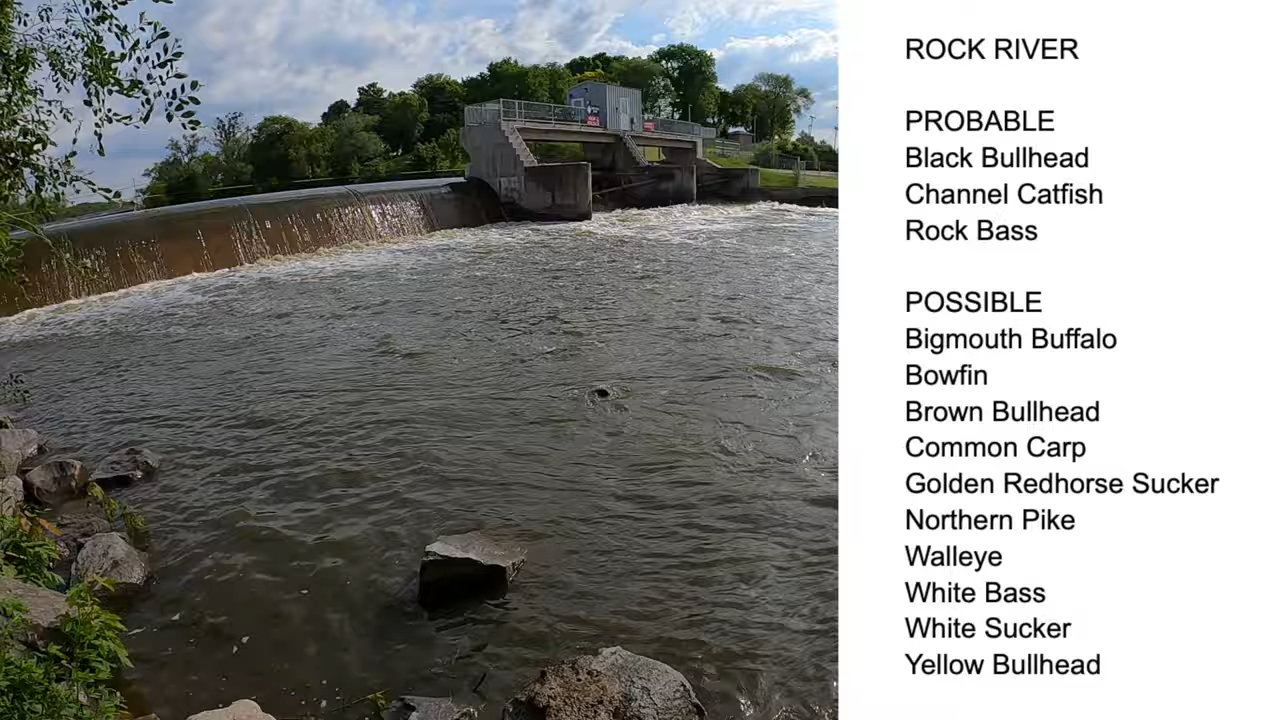 ROCK RIVER
PROBABLE
Black Bullhead
Channel Catfish
Rock Bass
POSSIBLE
Bigmouth Buffalo
Bowfin
Brown Bullhead
Common Carp
Golden Redhorse Sucker
Northern Pike
Walleye
White Bass
White Sucker
Yellow Bullhead